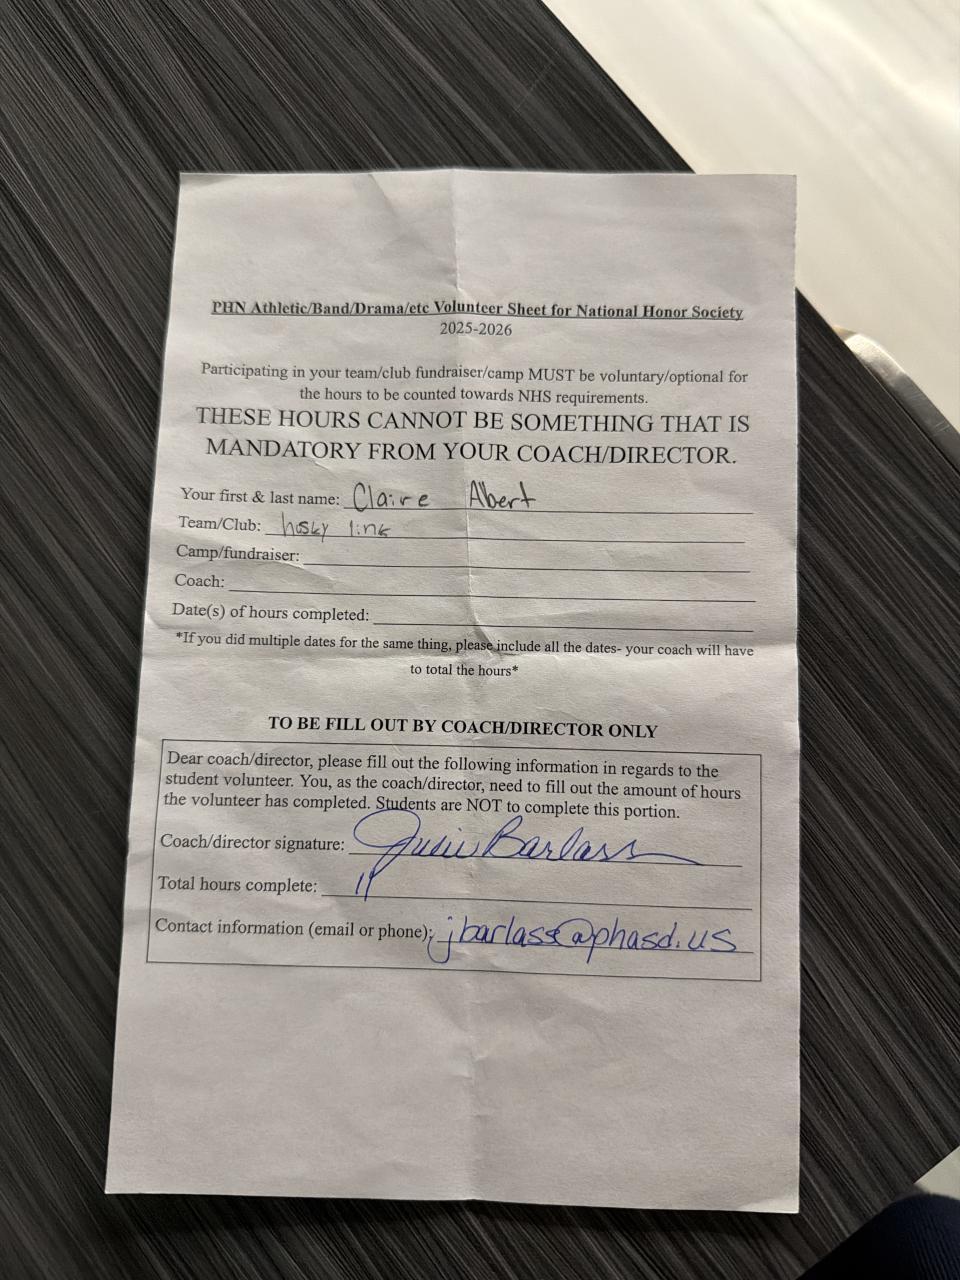 PHN Athletic/Band/Drama/etc Volunteer Sheet for National Honor Society
2025-2026
Participating in your team/club fundraiser/camp MUST be voluntary/optional for
the hours to be counted towards NHS requirements.
THESE HOURS CANNOT BE SOMETHING THAT IS
MANDATORY FROM YOUR COACH/DIRECTOR.
Your first & last name: Claire Albert
Team/Club: husky link
Camp/fundraiser:
Coach:
Date(s) of hours completed:
*If you did multiple dates for the same thing, please include all the dates- your coach will have
to total the hours*
TO BE FILL OUT BY COACH/DIRECTOR ONLY
Dear coach/director, please fill out the following information in regards to the
student volunteer. You, as the coach/director, need to fill out the amount of hours
the volunteer has completed. Students are NOT to complete this portion.
Coach/director signature: Barlass
Total hours complete:
Contact information (email or phone): jbarlass@phasd.us